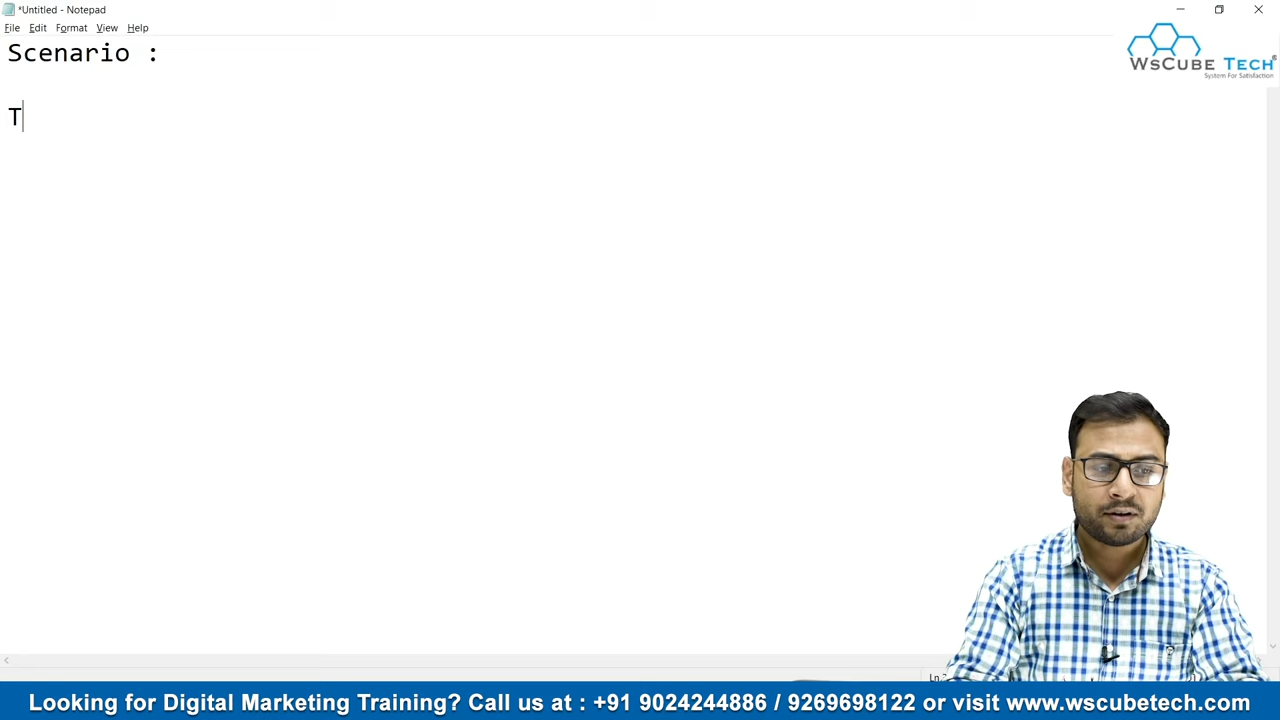 *Untitled - Notepad
File Edit Format View Help
Scenario :
WsCube Tech®
System For Satisfaction
T
Looking for Digital Marketing Training? Call us at : +91 9024244886 / 9269698122 or visit www.wscubetech.com